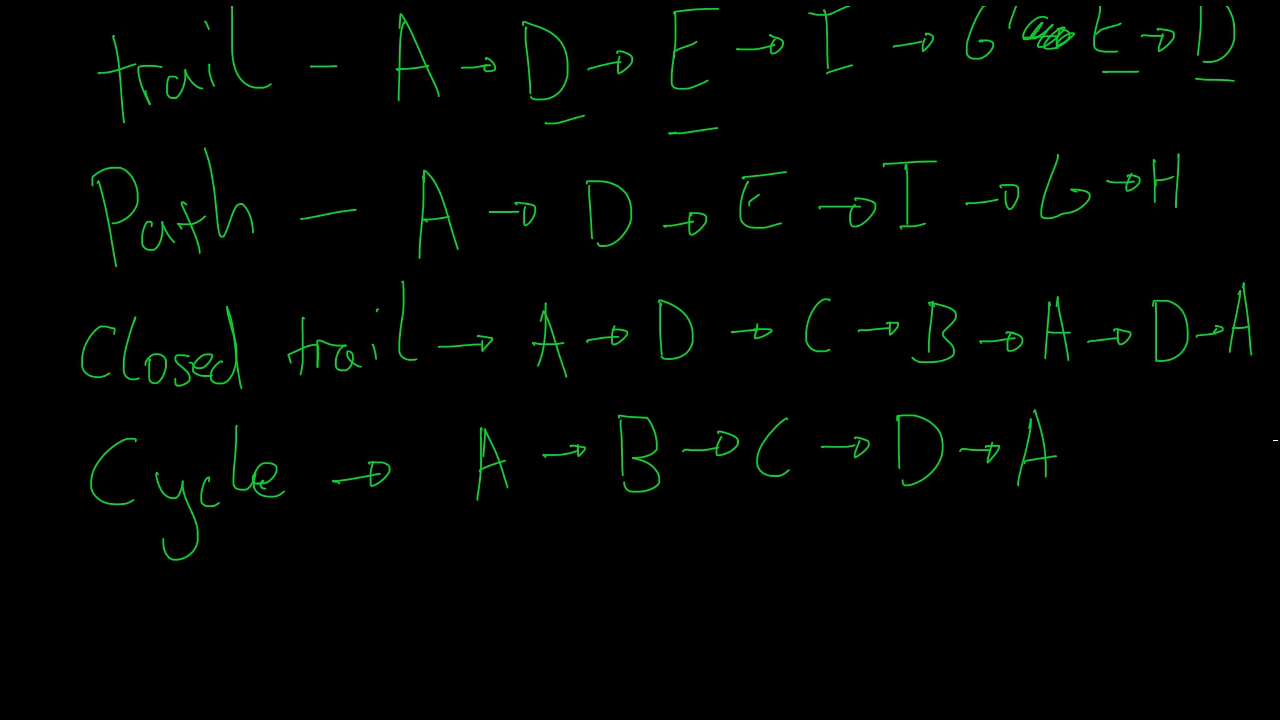 trail - A → D → E → I → G E → D
Path - A → D → E → I → G → H
Closed trail → A → D → C → B → A → D → A
Cycle → A → B → C → D → A